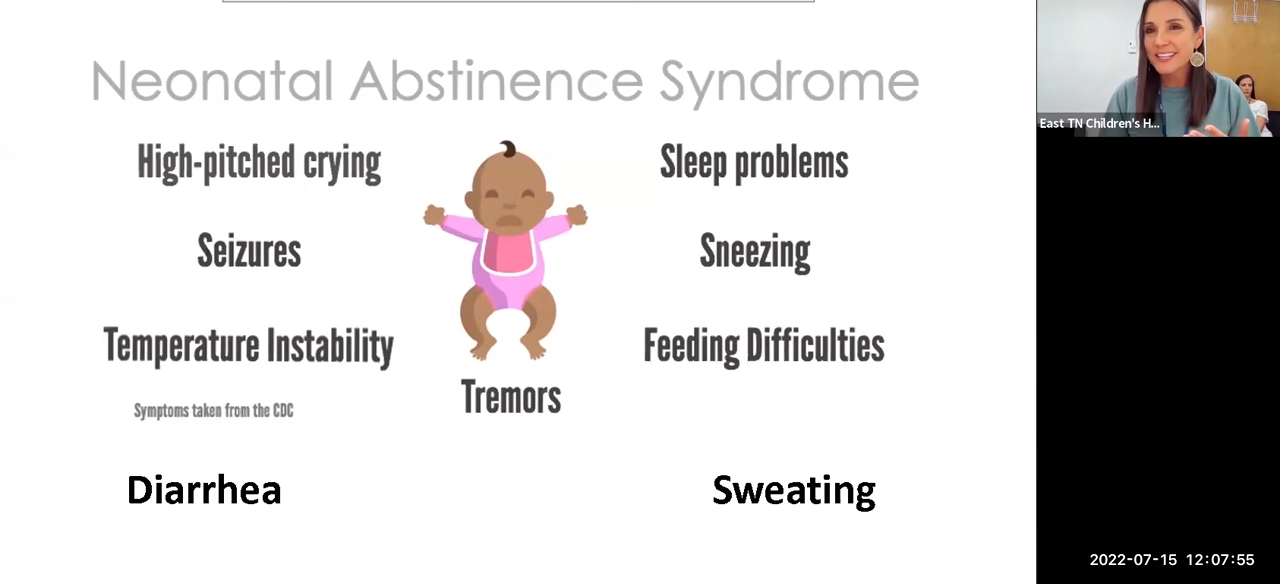 Neonatal Abstinence Syndrome
High-pitched crying
Sleep problems
Seizures
Sneezing
Temperature Instability
Feeding Difficulties
Tremors
Symptoms taken from the CDC
Diarrhea
Sweating
East TN Children's H...
2022-07-15 12:07:55